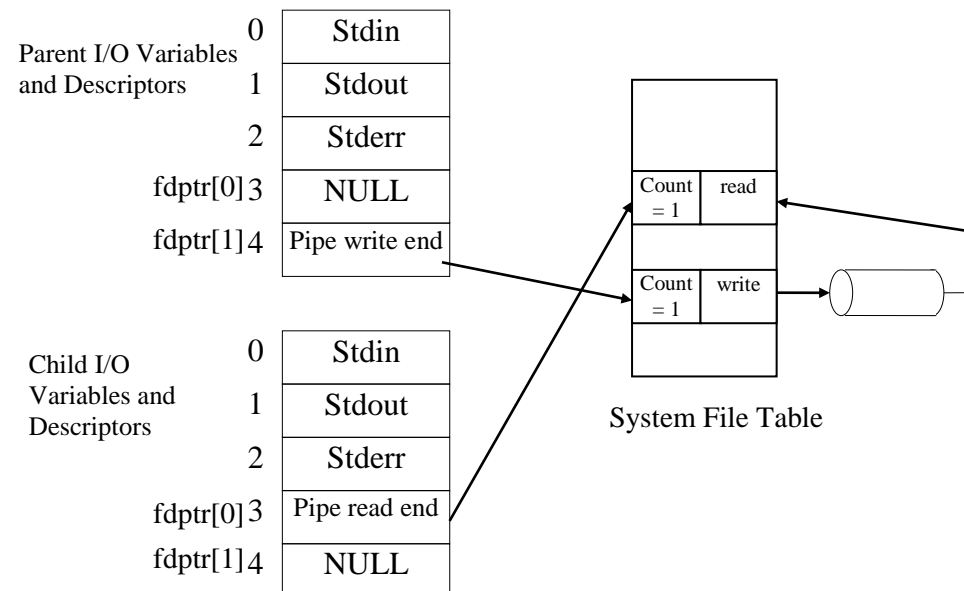 Parent I/O Variables
and Descriptors
0 Stdin
1 Stdout
2 Stderr
fdptr[0] 3 NULL
fdptr[1] 4 Pipe write end
Child I/O
Variables and
Descriptors
0 Stdin
1 Stdout
2 Stderr
fdptr[0] 3 Pipe read end
fdptr[1] 4 NULL
Count
= 1
read
Count
= 1
write
System File Table